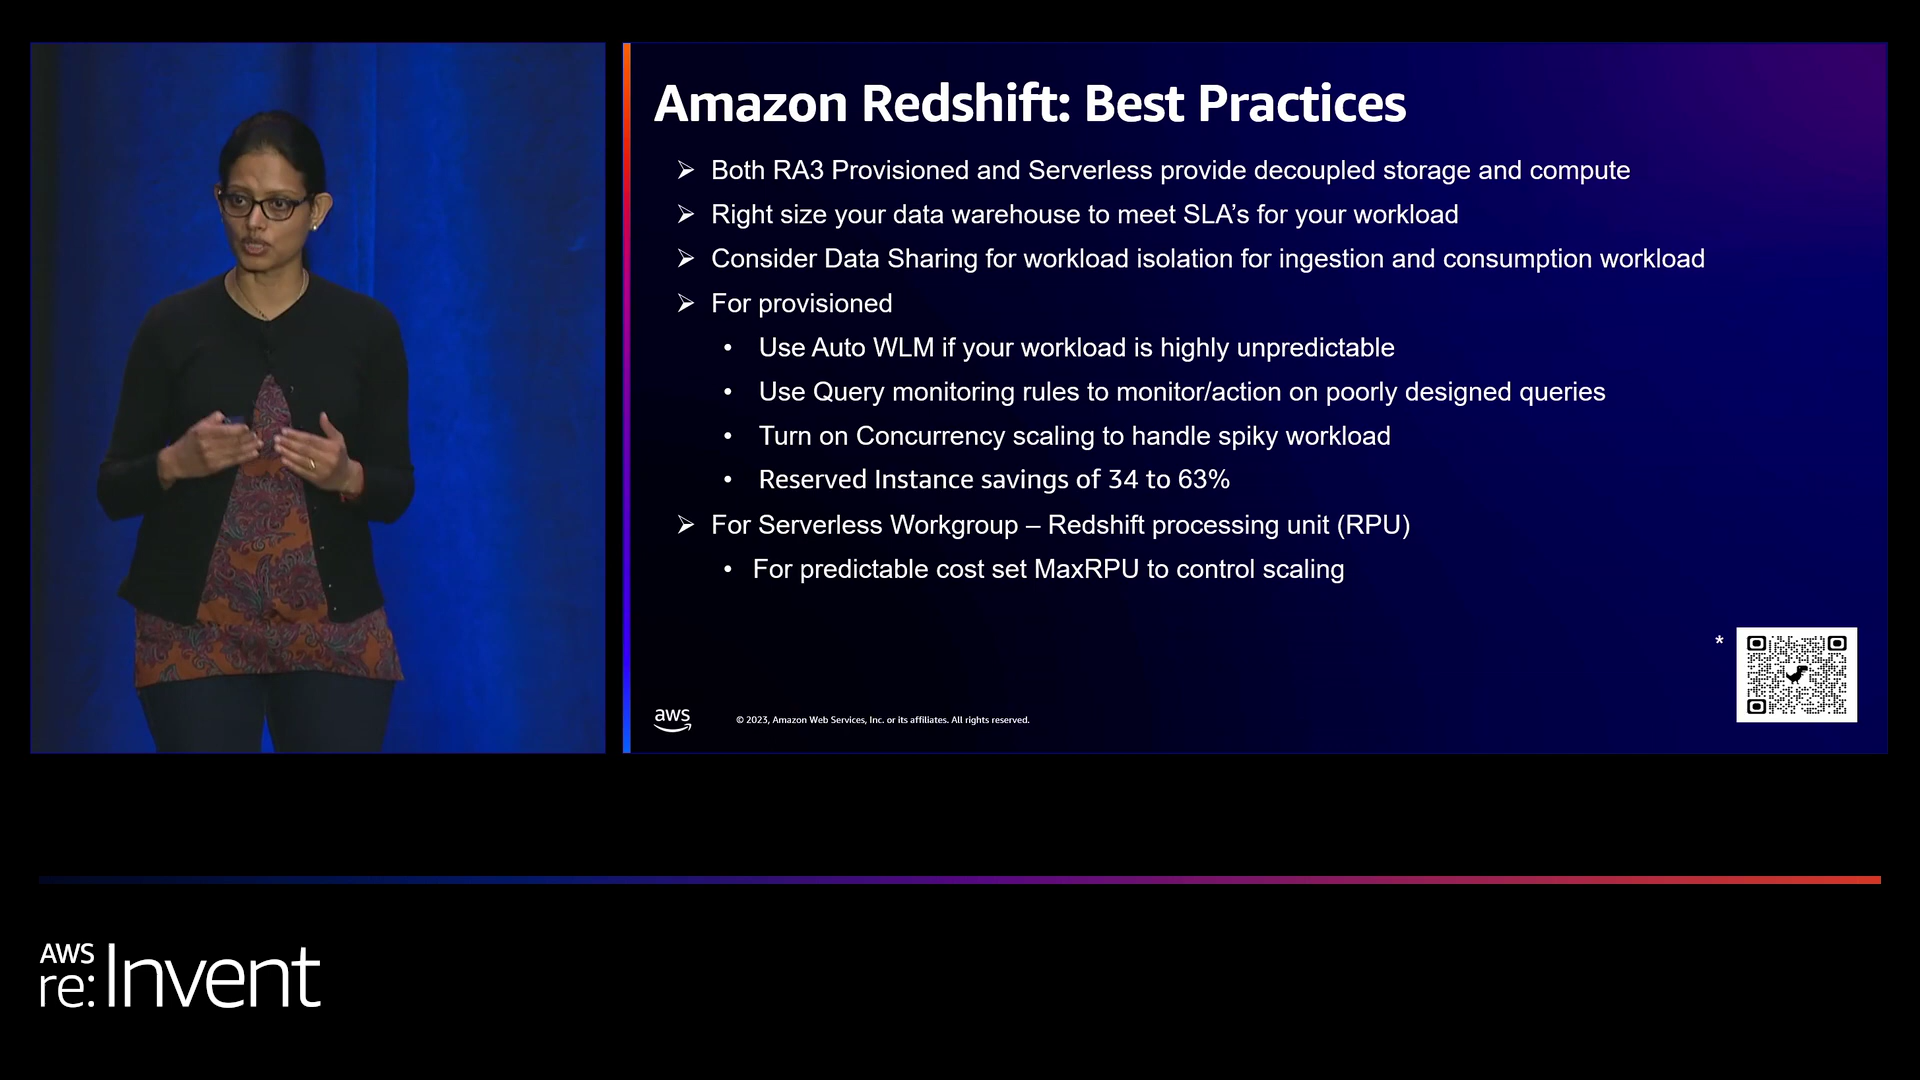 Amazon Redshift: Best Practices
➢ Both RA3 Provisioned and Serverless provide decoupled storage and compute
➢ Right size your data warehouse to meet SLA’s for your workload
➢ Consider Data Sharing for workload isolation for ingestion and consumption workload
➢ For provisioned
• Use Auto WLM if your workload is highly unpredictable
• Use Query monitoring rules to monitor/action on poorly designed queries
• Turn on Concurrency scaling to handle spiky workload
• Reserved Instance savings of 34 to 63%
➢ For Serverless Workgroup – Redshift processing unit (RPU)
• For predictable cost set MaxRPU to control scaling
*
aws
© 2023, Amazon Web Services, Inc. or its affiliates. All rights reserved.
AWS
re:Invent